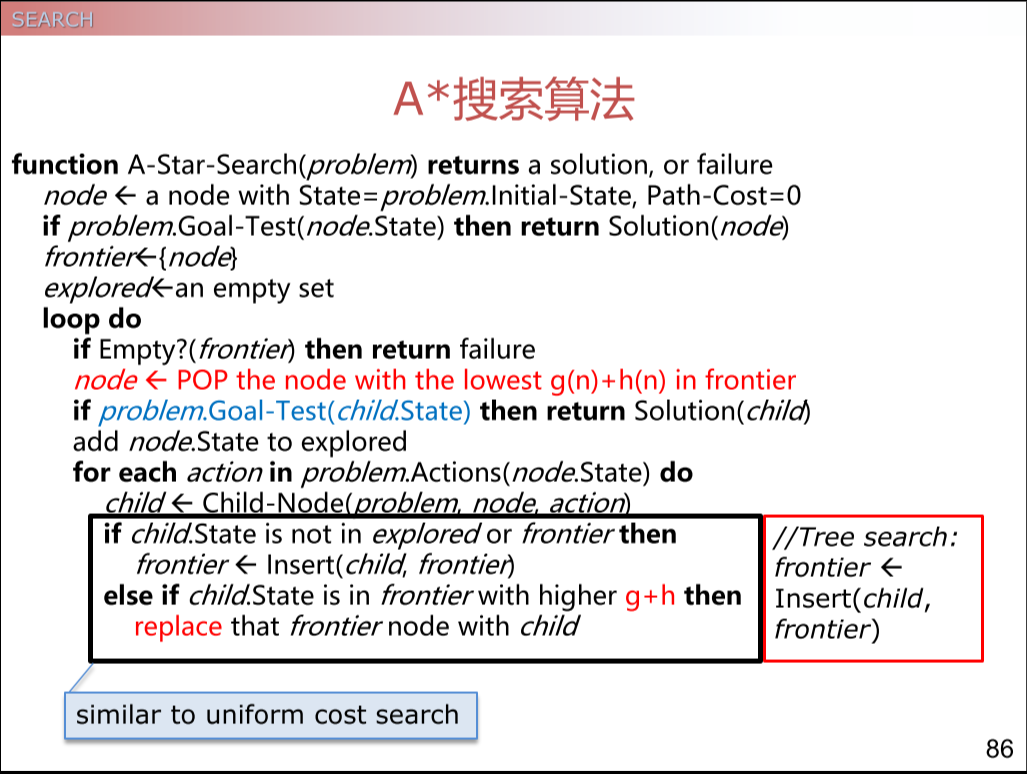 SEARCH
A*搜索算法
function A-Star-Search(problem) returns a solution, or failure
node ← a node with State=problem.Initial-State, Path-Cost=0
if problem.Goal-Test(node.State) then return Solution(node)
frontier←{node}
explored←an empty set
loop do
if Empty?(frontier) then return failure
node ← POP the node with the lowest g(n)+h(n) in frontier
if problem.Goal-Test(child.State) then return Solution(child)
add node.State to explored
for each action in problem.Actions(node.State) do
child ← Child-Node(problem, node, action)
if child.State is not in explored or frontier then
frontier ← Insert(child, frontier)
else if child.State is in frontier with higher g+h then
replace that frontier node with child
//Tree search:
frontier ←
Insert(child,
frontier)
similar to uniform cost search
86